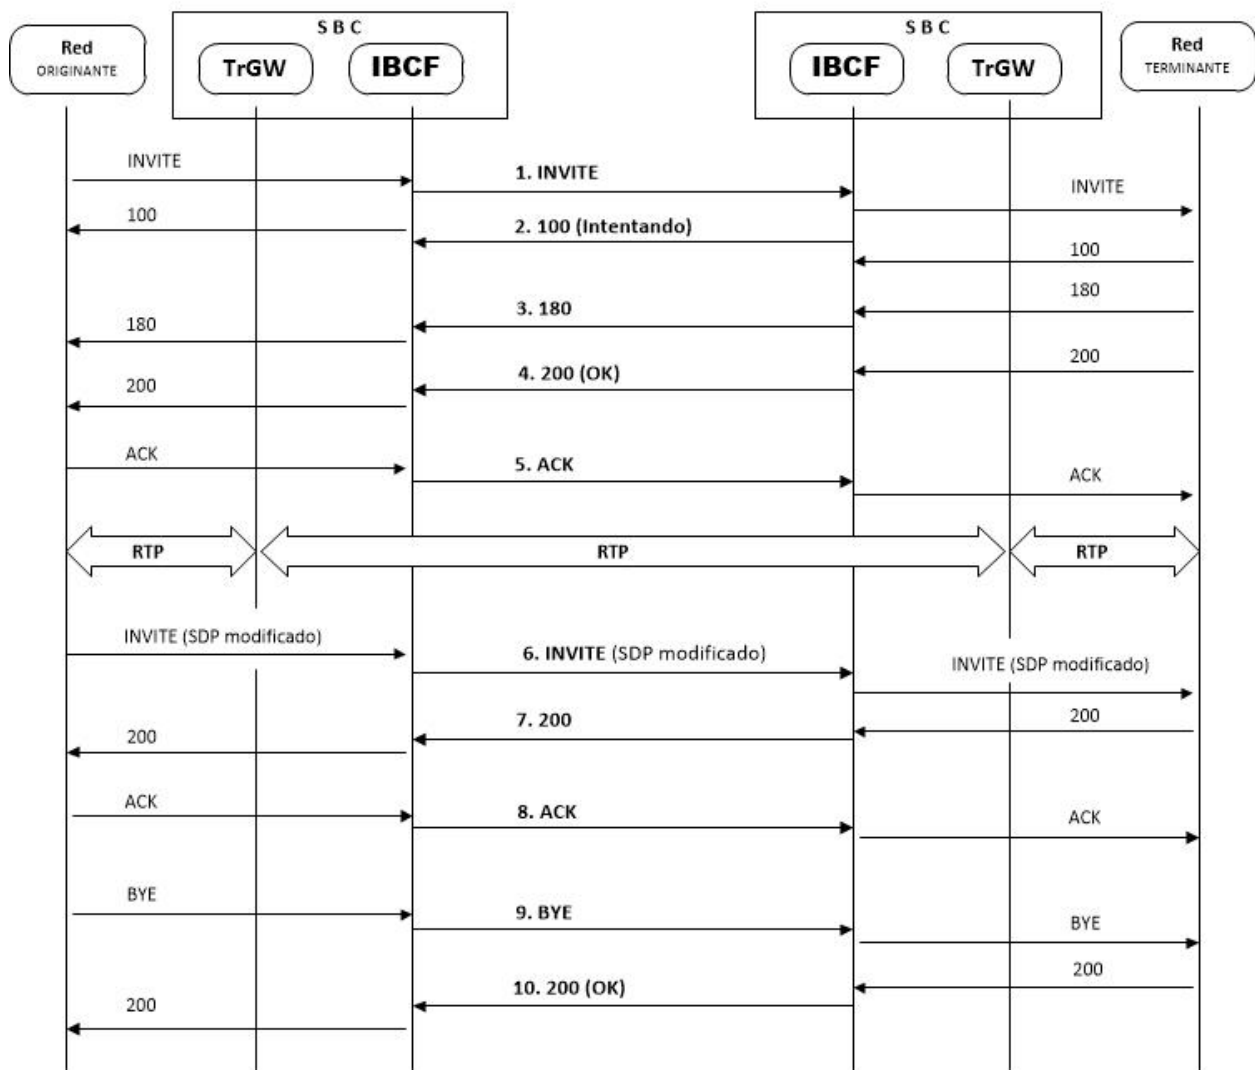 Red
ORIGINANTE
S B C
TrGW
IBCF
S B C
IBCF
TrGW
Red
TERMINANTE
INVITE
1. INVITE
INVITE
100
2. 100 (Intentando)
100
180
3. 180
180
200
4. 200 (OK)
200
ACK
5. ACK
ACK
RTP
RTP
RTP
INVITE (SDP modificado)
6. INVITE (SDP modificado)
INVITE (SDP modificado)
200
7. 200
200
ACK
8. ACK
ACK
BYE
9. BYE
BYE
200
10. 200 (OK)
200